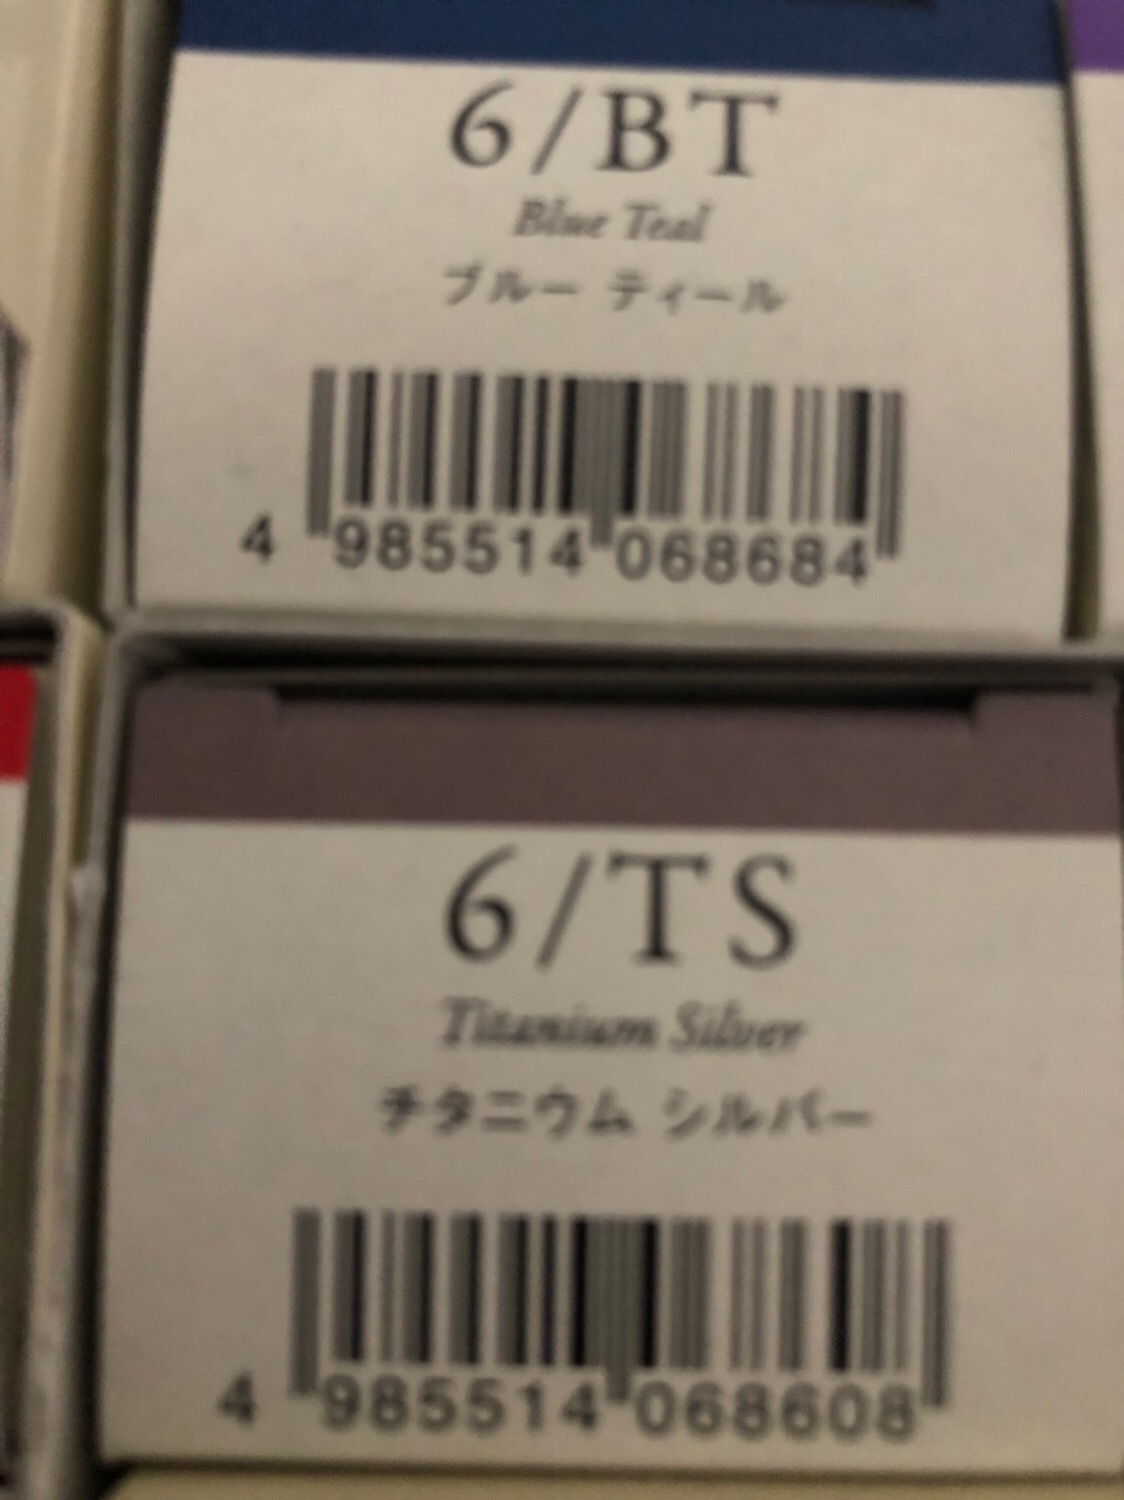 6/BT
Blue Teal
ブルー ティール
4 985514 068684
6/TS
Titanium Silver
チタニウム シルバー
4 985514 068608